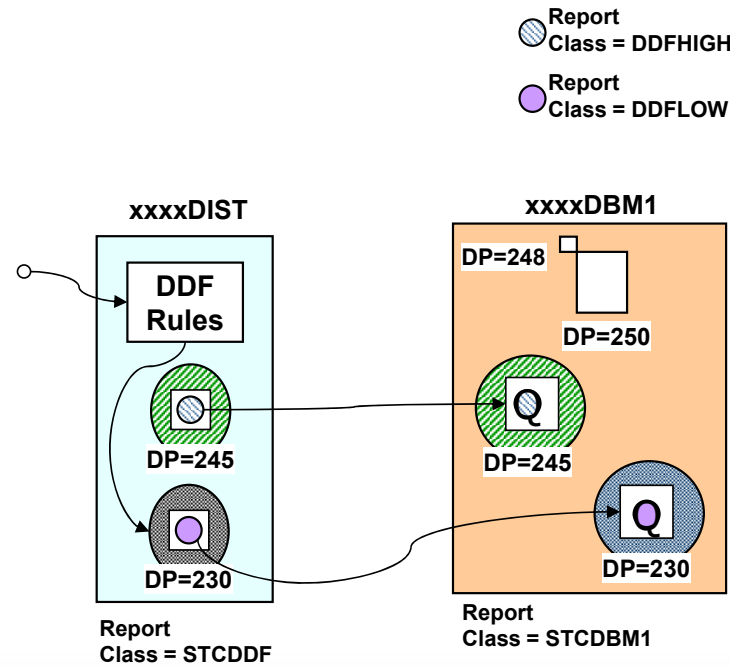 Report
Class = DDFHIGH
Report
Class = DDFLOW
xxxxDIST
xxxxDBM1
DDF
Rules
DP=248
DP=250
DP=245
Q
DP=245
DP=230
Q
DP=230
Report
Class = STCDDF
Report
Class = STCDBM1